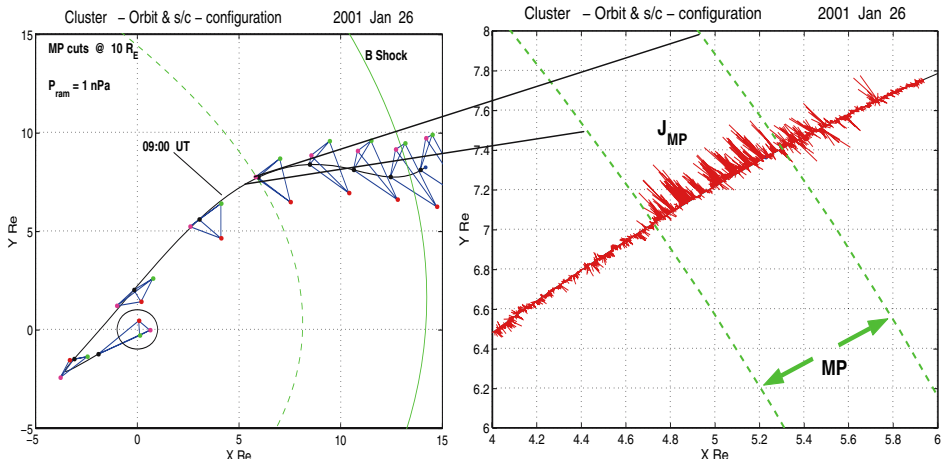 Cluster – Orbit & s/c – configuration 2001 Jan 26
15
10
5
0
-5
Y Re
MP cuts @ 10 R_E
P_ram = 1 nPa
B Shock
09:00 UT
-5 0 5 10 15
X Re
Cluster – Orbit & s/c – configuration 2001 Jan 26
8
7.8
7.6
7.4
7.2
7
6.8
6.6
6.4
6.2
6
Y Re
J_MP
MP
4 4.2 4.4 4.6 4.8 5 5.2 5.4 5.6 5.8 6
X Re